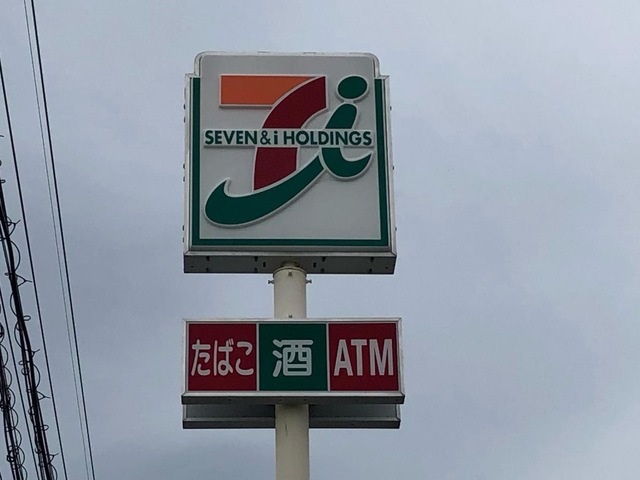 SEVEN & i HOLDINGS
たばこ 酒 ATM